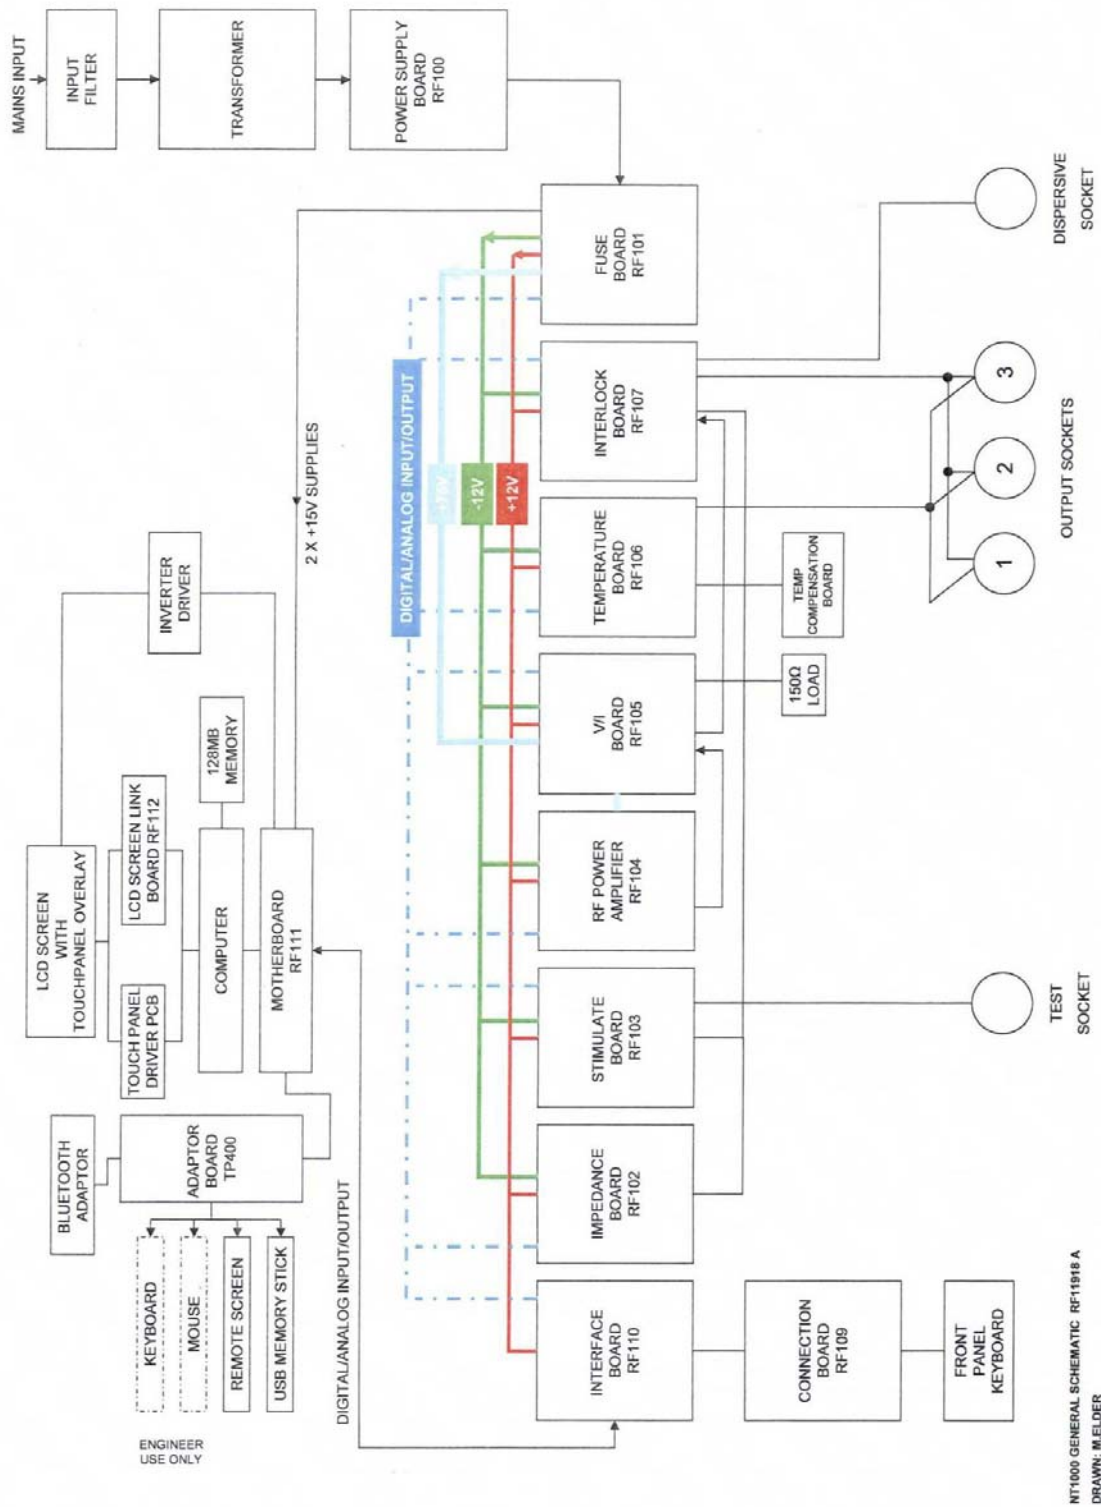 MAINS INPUT
INPUT
FILTER
TRANSFORMER
POWER SUPPLY
BOARD
RF100
LCD SCREEN
WITH
TOUCHPANEL OVERLAY
INVERTER
DRIVER
TOUCH PANEL
DRIVER PCB
LCD SCREEN LINK
BOARD RF112
128MB
MEMORY
COMPUTER
MOTHERBOARD
RF111
2 X +15V SUPPLIES
BLUETOOTH
ADAPTOR
ADAPTOR
BOARD
TP400
KEYBOARD
MOUSE
REMOTE SCREEN
USB MEMORY STICK
ENGINEER
USE ONLY
DIGITAL/ANALOG INPUT/OUTPUT
DIGITAL/ANALOG INPUT/OUTPUT
-12V
+12V
INTERFACE
BOARD
RF110
IMPEDANCE
BOARD
RF102
STIMULATE
BOARD
RF103
RF POWER
AMPLIFIER
RF104
V/I
BOARD
RF105
TEMPERATURE
BOARD
RF106
INTERLOCK
BOARD
RF107
FUSE
BOARD
RF101
CONNECTION
BOARD
RF109
FRONT
PANEL
KEYBOARD
150Ω
LOAD
TEMP
COMPENSATION
BOARD
TEST
SOCKET
1
2
3
OUTPUT SOCKETS
DISPERSIVE
SOCKET
NT1000 GENERAL SCHEMATIC RF11918 A
DRAWN: M.ELDER